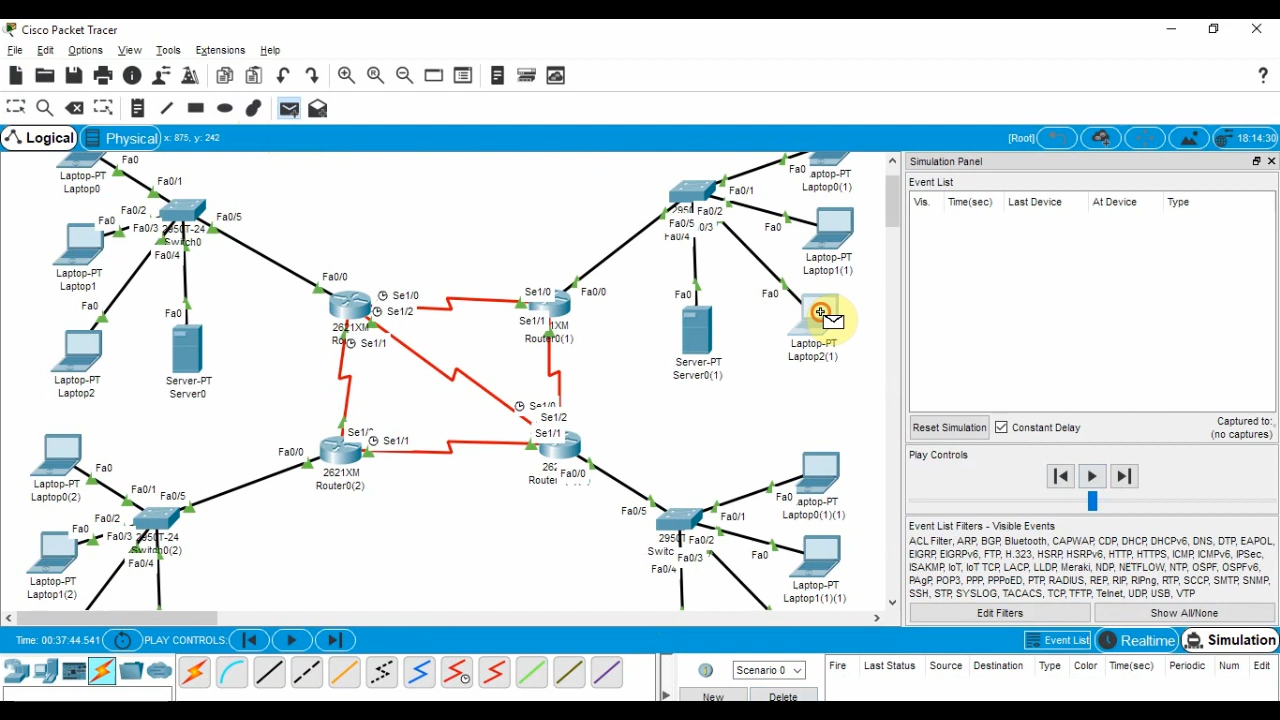 Cisco Packet Tracer
File Edit Options View Tools Extensions Help
Logical Physical x: 875, y: 242 [Root] 18:14:30
Fa0
Laptop-PT
Laptop0
Fa0/1
Fa0/2
Fa0
Fa0/3
Fa0/5
2950T-24
Switch0
Fa0/4
Laptop-PT
Laptop1
Fa0
Laptop-PT
Laptop2
Fa0
Server-PT
Server0
Fa0/0
Se1/0
Se1/2
2621XM
Se1/1
Se1/0
Fa0/0
Se1/1
1XM
Router0(1)
Fa0
aptop-PT
Laptop0(1)
Fa0/1
Fa0/2
Fa0/5
0/3
Fa0/4
Fa0
Laptop-PT
Laptop1(1)
Fa0
Fa0
Laptop-PT
Laptop2(1)
Server-PT
Server0(1)
Se1/0
Se1/2
Se1/1
Fa0/0
Se1/1
Fa0/0
2621XM
Router0(2)
262
Router
Fa0
Laptop-PT
Laptop0(2)
Fa0/1
Fa0/5
Fa0/2
Fa0
Fa0/3
2950T-24
Switch0(2)
Fa0/4
Laptop-PT
Laptop1(2)
Fa0/5
Fa0/1
Fa0
aptop-PT
Laptop0(1)(1)
2950T
Fa0/2
Switc
Fa0/3
Fa0/4
Fa0
Laptop-PT
Laptop1(1)(1)
Simulation Panel
Event List
Vis. Time(sec) Last Device At Device Type
Reset Simulation Constant Delay Captured to:
(no captures)
Play Controls
Event List Filters - Visible Events
ACL Filter, ARP, BGP, Bluetooth, CAPWAP, CDP, DHCP, DHCPv6, DNS, DTP, EAPOL,
EIGRP, EIGRPv6, FTP, H.323, HSRP, HSRPv6, HTTP, HTTPS, ICMP, ICMPv6, IPSec,
ISAKMP, IoT, IoT TCP, LACP, LLDP, Meraki, NDP, NETFLOW, NTP, OSPF, OSPFv6,
PAgP, POP3, PPP, PPPoED, PTP, RADIUS, REP, RIP, RIPng, RTP, SCCP, SMTP, SNMP,
SSH, STP, SYSLOG, TACACS, TCP, TFTP, Telnet, UDP, USB, VTP
Edit Filters Show All/None
Time: 00:37:44.541 PLAY CONTROLS: Event List Realtime Simulation
Scenario 0 Fire Last Status Source Destination Type Color Time(sec) Periodic Num Edit
New Delete